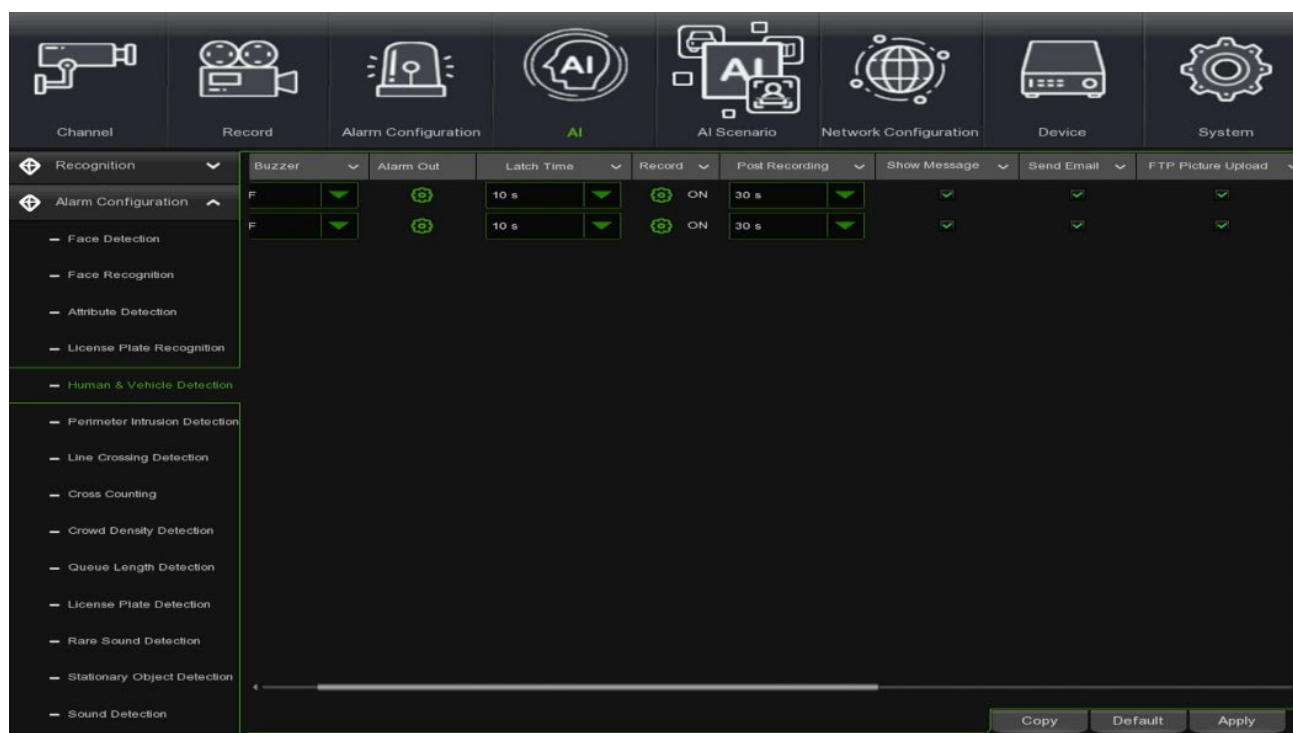 AI AI
Channel Record Alarm Configuration AI AI Scenario Network Configuration Device System
Recognition Buzzer Alarm Out Latch Time Record Post Recording Show Message Send Email FTP Picture Upload
Alarm Configuration F 10 s ON 30 s
F 10 s ON 30 s
Face Detection
Face Recognition
Attribute Detection
License Plate Recognition
Human & Vehicle Detection
Perimeter Intrusion Detection
Line Crossing Detection
Cross Counting
Crowd Density Detection
Queue Length Detection
License Plate Detection
Rare Sound Detection
Stationary Object Detection
Sound Detection
Copy Default Apply